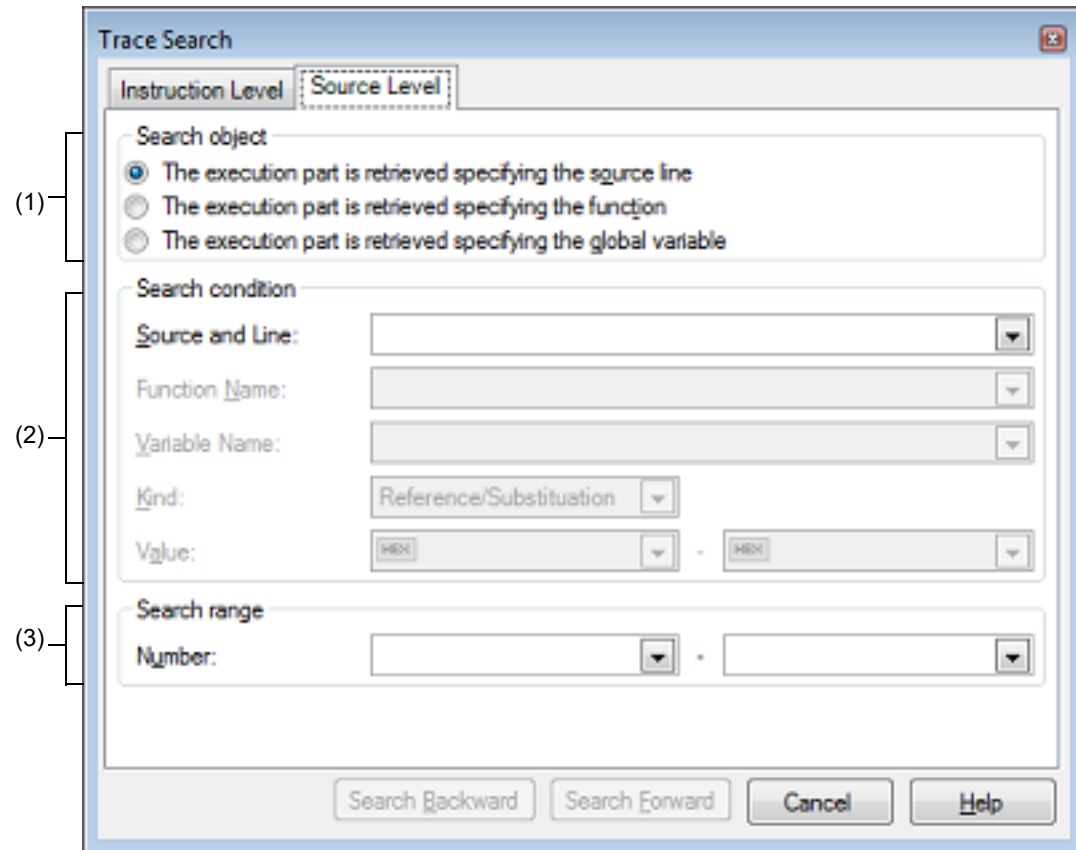 Trace Search
Instruction Level Source Level
(1)
Search object
The execution part is retrieved specifying the source line
The execution part is retrieved specifying the function
The execution part is retrieved specifying the global variable
(2)
Search condition
Source and Line:
Function Name:
Variable Name:
Kind: Reference/Substituation
Value: HEX - HEX
(3)
Search range
Number: -
Search Backward Search Forward Cancel Help